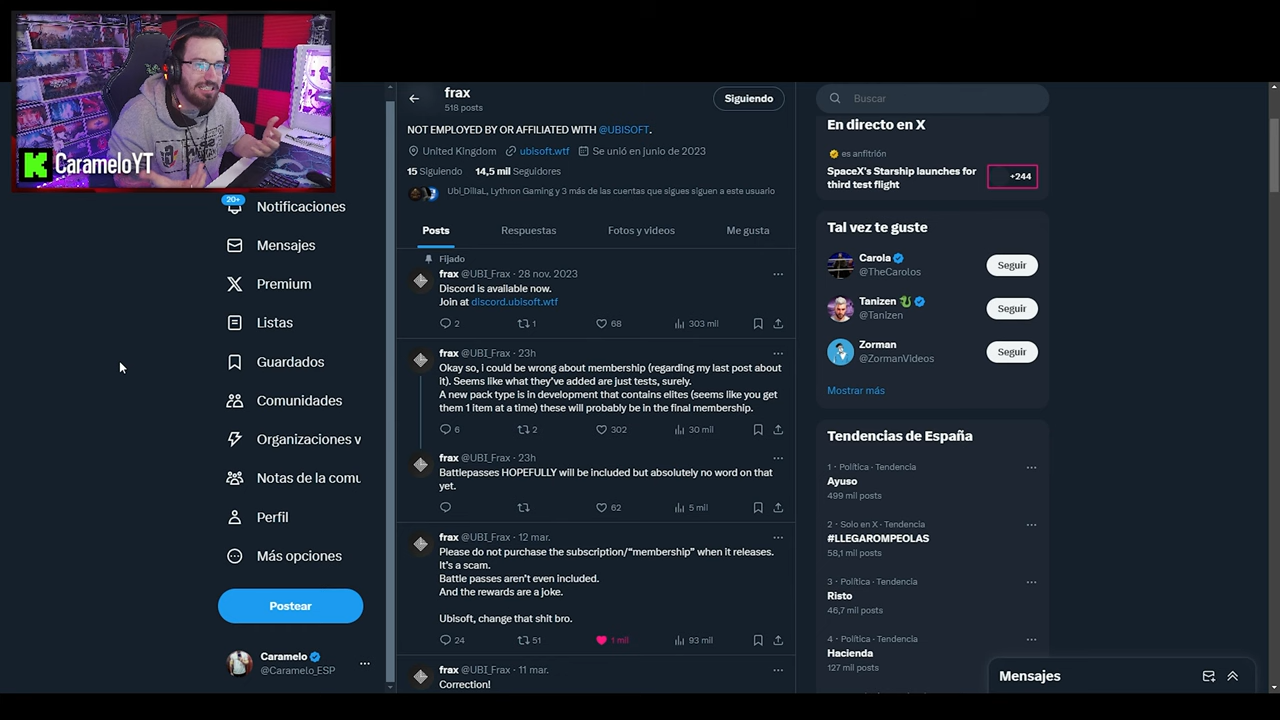 CarameloYT
20+
Notificaciones
Mensajes
Premium
Listas
Guardados
Comunidades
Organizaciones v
Notas de la comu
Perfil
Más opciones
Postear
Caramelo
@Caramelo_ESP
frax
518 posts
Siguiendo
NOT EMPLOYED BY OR AFFILIATED WITH @UBISOFT.
United Kingdom ubisoft.wtf Se unió en junio de 2023
15 Siguiendo 14,5 mil Seguidores
Ubi_DillaL, Lythron Gaming y 3 más de las cuentas que sigues siguen a este usuario
Posts Respuestas Fotos y videos Me gusta
Fijado
frax @UBI_Frax · 28 nov. 2023
Discord is available now.
Join at discord.ubisoft.wtf
2 1 68 303 mil
frax @UBI_Frax · 23h
Okay so, i could be wrong about membership (regarding my last post about
it). Seems like what they've added are just tests, surely.
A new pack type is in development that contains elites (seems like you get
them 1 item at a time) these will probably be in the final membership.
6 2 302 30 mil
frax @UBI_Frax · 23h
Battlepasses HOPEFULLY will be included but absolutely no word on that
yet.
62 5 mil
frax @UBI_Frax · 12 mar.
Please do not purchase the subscription/"membership" when it releases.
It's a scam.
Battle passes aren't even included.
And the rewards are a joke.
Ubisoft, change that shit bro.
24 51 1 mil 93 mil
frax @UBI_Frax · 11 mar.
Correction!
Buscar
En directo en X
es anfitrión
SpaceX's Starship launches for
third test flight
+244
Tal vez te guste
Carola
@TheCarolos
Seguir
Tanizen
@Tanizen
Seguir
Zorman
@ZormanVideos
Seguir
Mostrar más
Tendencias de España
1 · Política · Tendencia
Ayuso
499 mil posts
2 · Solo en X · Tendencia
#LLEGAROMPEOLAS
58,1 mil posts
3 · Política · Tendencia
Risto
46,7 mil posts
4 · Política · Tendencia
Hacienda
127 mil posts
Mensajes